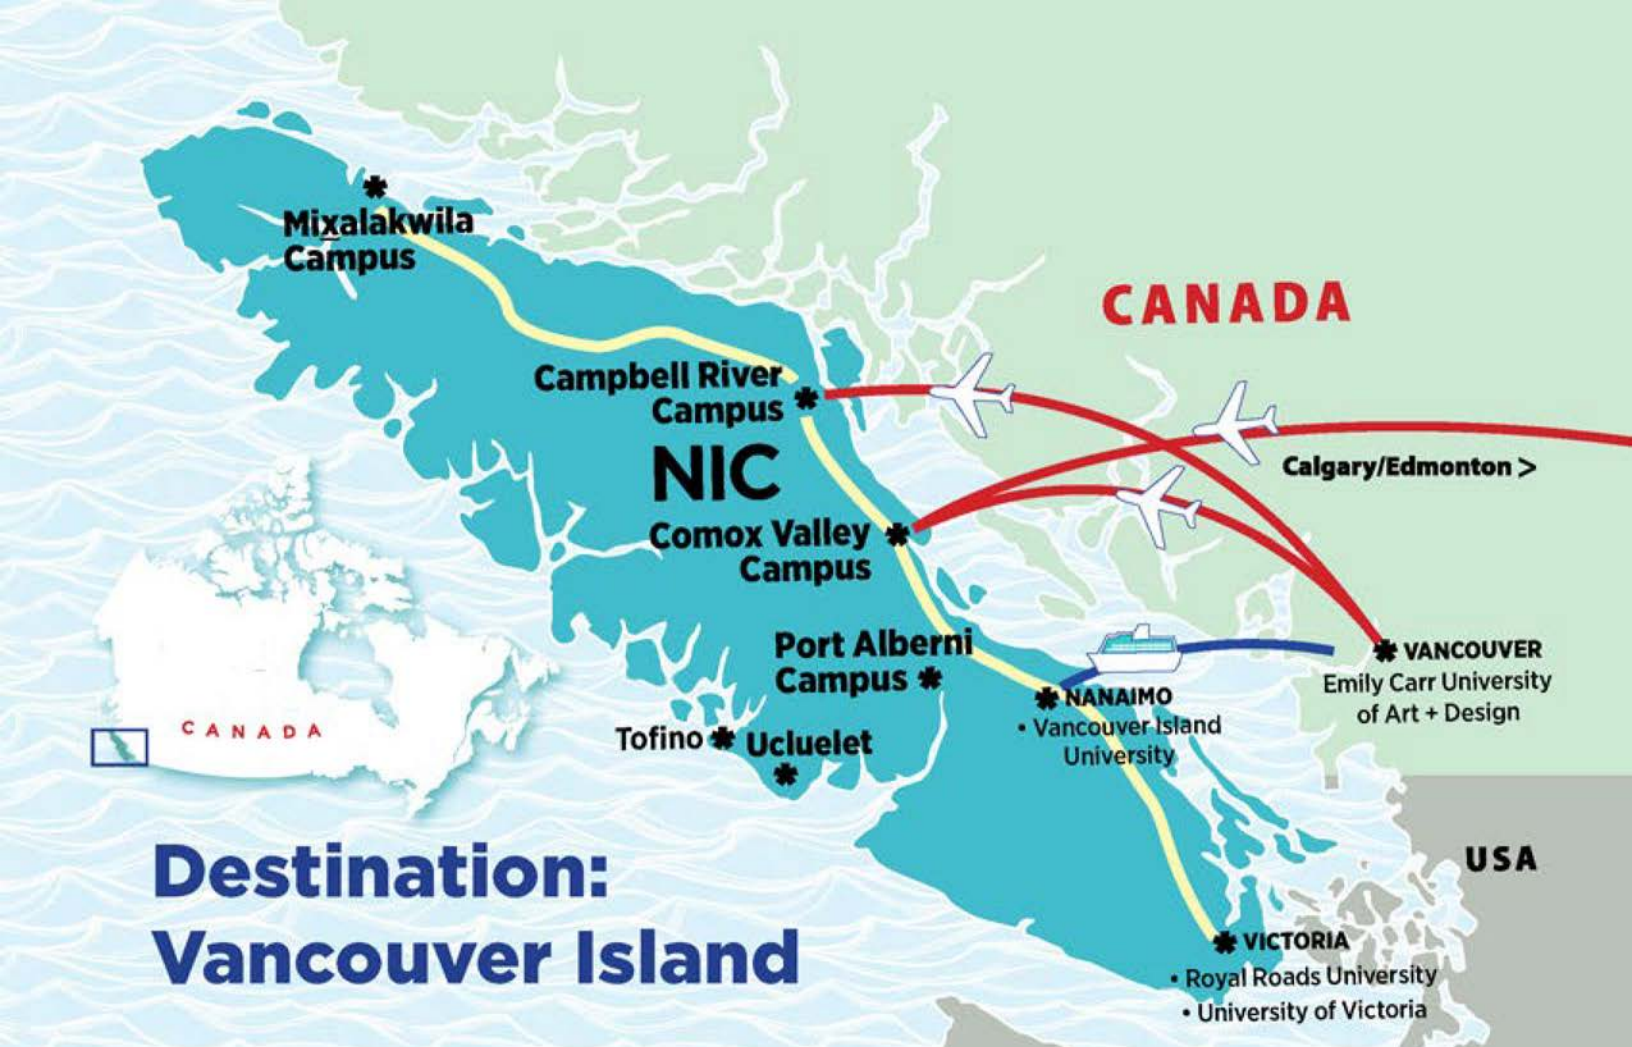 Mixalakwila
Campus
CANADA
Campbell River
Campus
NIC
Calgary/Edmonton >
Comox Valley
Campus
Port Alberni
Campus
VANCOUVER
Emily Carr University
of Art + Design
NANAIMO
• Vancouver Island
University
Tofino
Ucluelet
CANADA
USA
Destination:
Vancouver Island
VICTORIA
• Royal Roads University
• University of Victoria